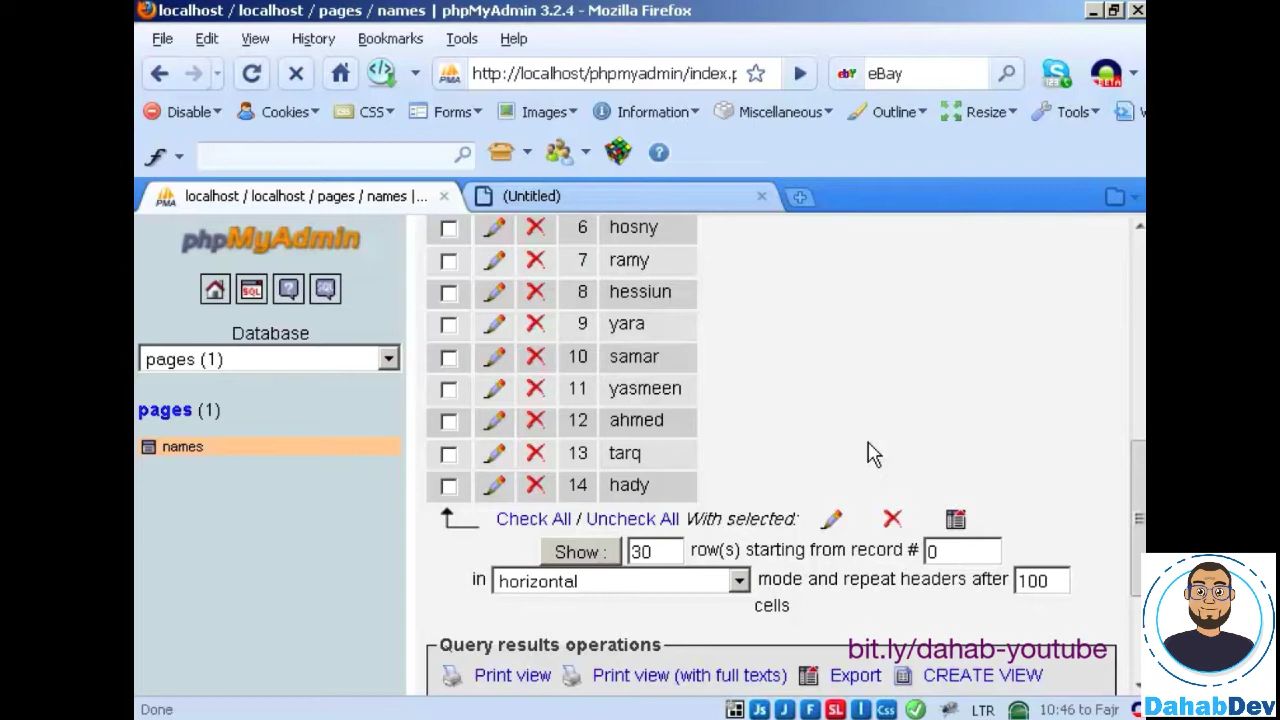 localhost / localhost / pages / names | phpMyAdmin 3.2.4 - Mozilla Firefox
File Edit View History Bookmarks Tools Help
PMA http://localhost/phpmyadmin/index.p eBay
Disable Cookies CSS Forms Images Information Miscellaneous Outline Resize Tools
localhost / localhost / pages / names |... (Untitled)
phpMyAdmin
SQL
Database
pages (1)
pages (1)
names
6 hosny
7 ramy
8 hessiun
9 yara
10 samar
11 yasmeen
12 ahmed
13 tarq
14 hady
Check All / Uncheck All With selected:
Show : 30 row(s) starting from record # 0
in horizontal mode and repeat headers after 100
cells
Query results operations
bit.ly/dahab-youtube
Print view Print view (with full texts) Export CREATE VIEW
Done Js J F SL I Css LTR 10:46 to Fajr
DahabDev